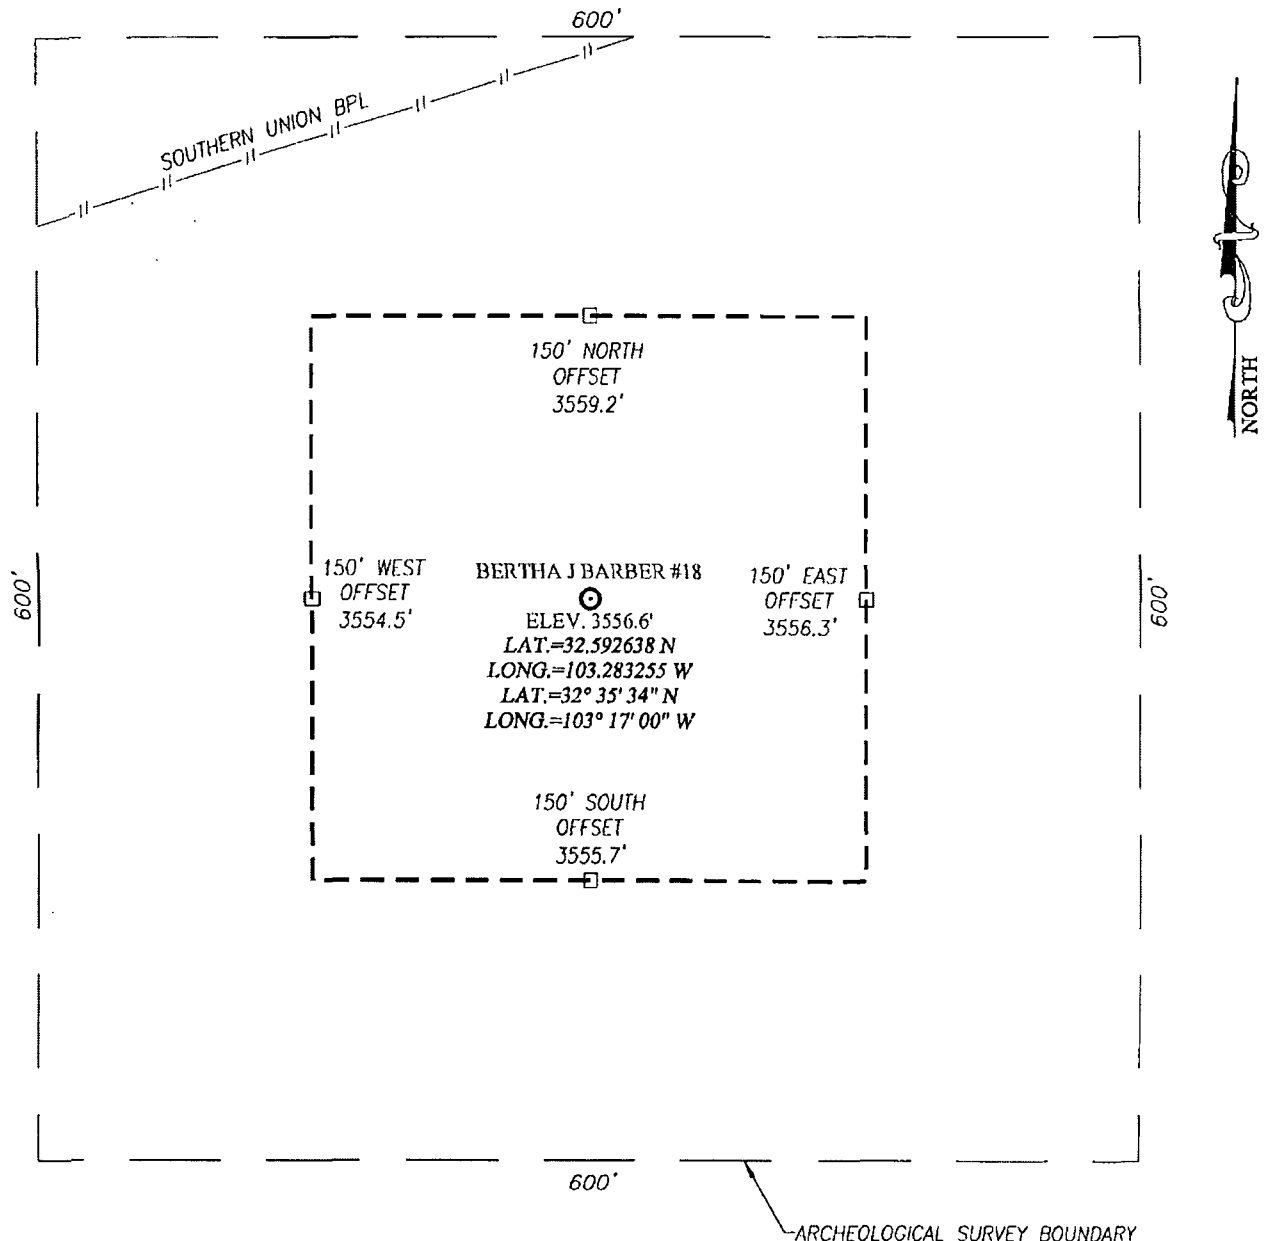 600'
SOUTHERN UNION BPL
NORTH
150' NORTH
OFFSET
3559.2'
600'
150' WEST
OFFSET
3554.5'
BERTHA J BARBER #18
ELEV. 3556.6'
LAT.=32.592638 N
LONG.=103.283255 W
LAT.=32° 35' 34" N
LONG.=103° 17' 00" W
150' EAST
OFFSET
3556.3'
600'
150' SOUTH
OFFSET
3555.7'
600'
ARCHEOLOGICAL SURVEY BOUNDARY